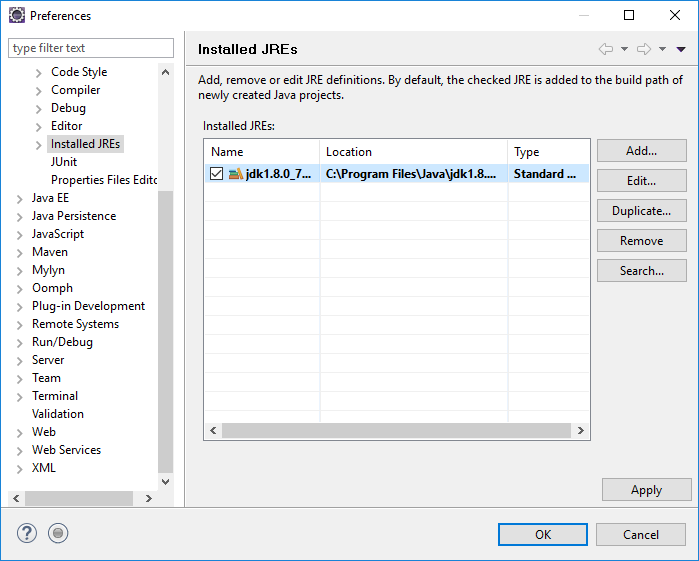 Preferences
type filter text
Code Style
Compiler
Debug
Editor
Installed JREs
JUnit
Properties Files Edito
Java EE
Java Persistence
JavaScript
Maven
Mylyn
Oomph
Plug-in Development
Remote Systems
Run/Debug
Server
Team
Terminal
Validation
Web
Web Services
XML
Installed JREs
Add, remove or edit JRE definitions. By default, the checked JRE is added to the build path of
newly created Java projects.
Installed JREs:
Name Location Type
jdk1.8.0_7... C:\Program Files\Java\jdk1.8.... Standard ...
Add...
Edit...
Duplicate...
Remove
Search...
Apply
OK Cancel